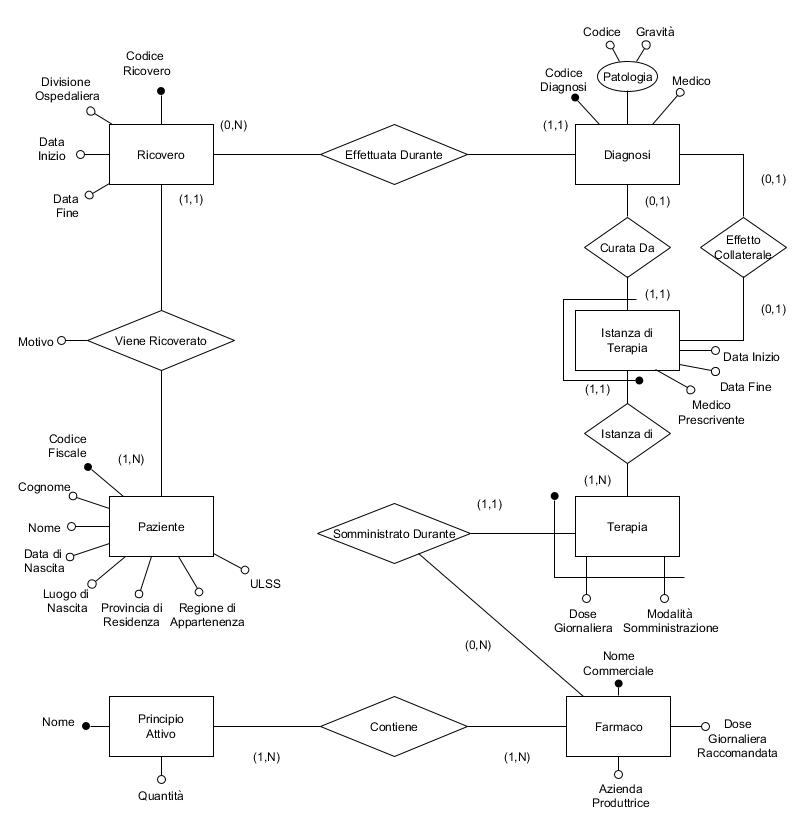 Codice Gravità
Codice
Ricovero
Patologia
Divisione
Ospedaliera
Codice
Diagnosi
Medico
(0,N)
(1,1)
Data
Inizio
Ricovero
Effettuata Durante
Diagnosi
Data
Fine
(1,1)
(0,1)
(0,1)
Curata Da
Effetto
Collaterale
(1,1)
(0,1)
Motivo
Viene Ricoverato
Istanza di
Terapia
Data Inizio
Data Fine
(1,1)
Medico
Prescrivente
Codice
Fiscale
(1,N)
Istanza di
Cognome
(1,N)
(1,1)
Nome
Paziente
Somministrato Durante
Terapia
Data di
Nascita
ULSS
Luogo di
Nascita
Provincia di
Residenza
Regione di
Appartenenza
Dose
Giornaliera
Modalità
Somministrazione
(0,N)
Nome
Commerciale
Nome
Principio
Attivo
Contiene
Farmaco
Dose
Giornaliera
Raccomandata
(1,N)
(1,N)
Quantità
Azienda
Produttrice